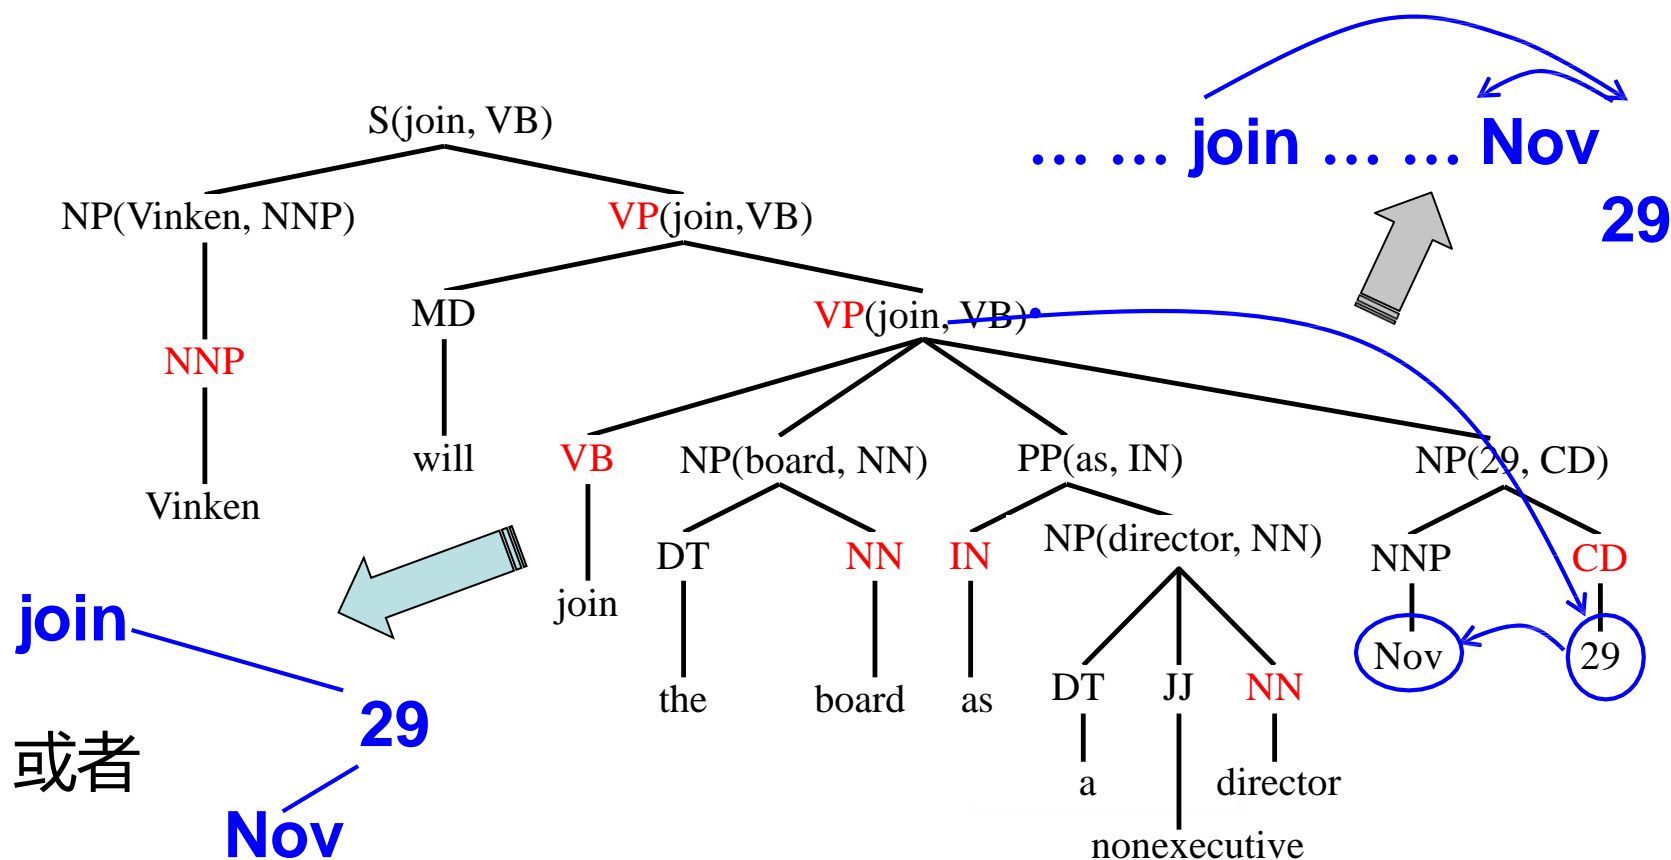 S(join, VB)
… … join … … Nov
29
NP(Vinken, NNP) VP(join,VB)
MD VP(join, VB)
NNP
will VB NP(board, NN) PP(as, IN) NP(29, CD)
Vinken
DT NN IN NP(director, NN) NNP CD
join
join
Nov 29
the board as DT JJ NN
29
或者
a director
Nov
nonexecutive